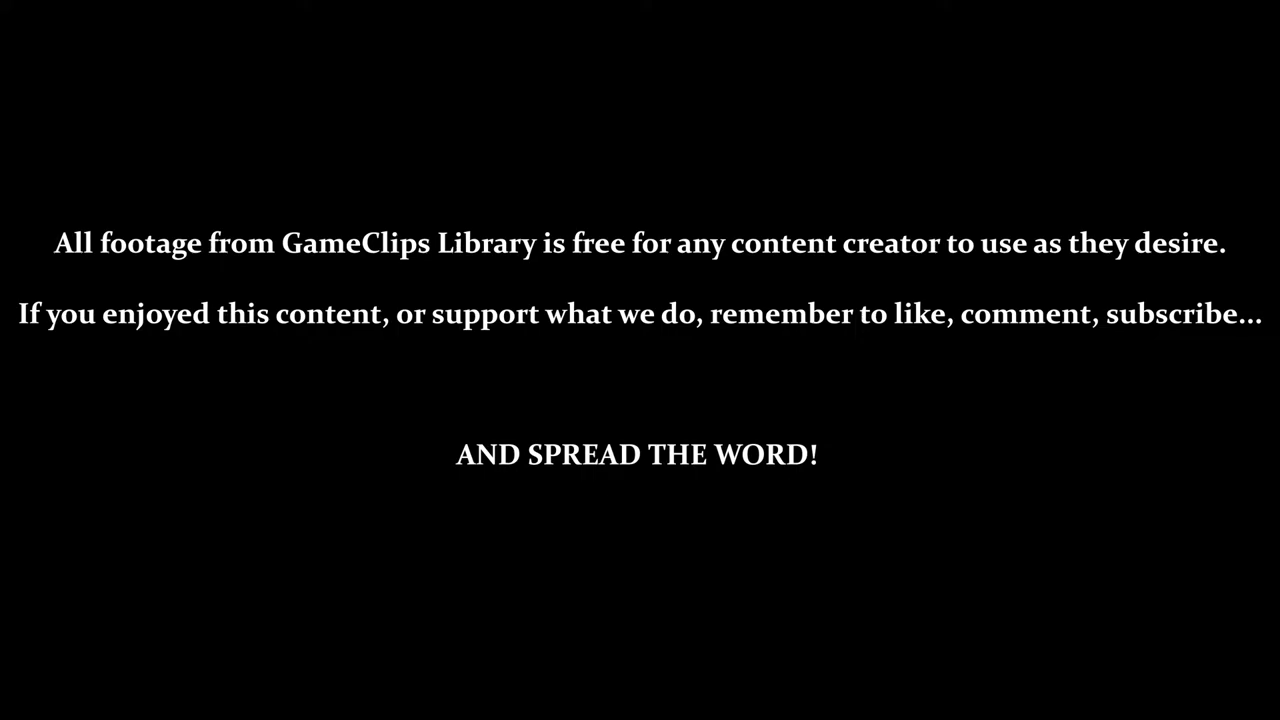 All footage from GameClips Library is free for any content creator to use as they desire.
If you enjoyed this content, or support what we do, remember to like, comment, subscribe...
AND SPREAD THE WORD!